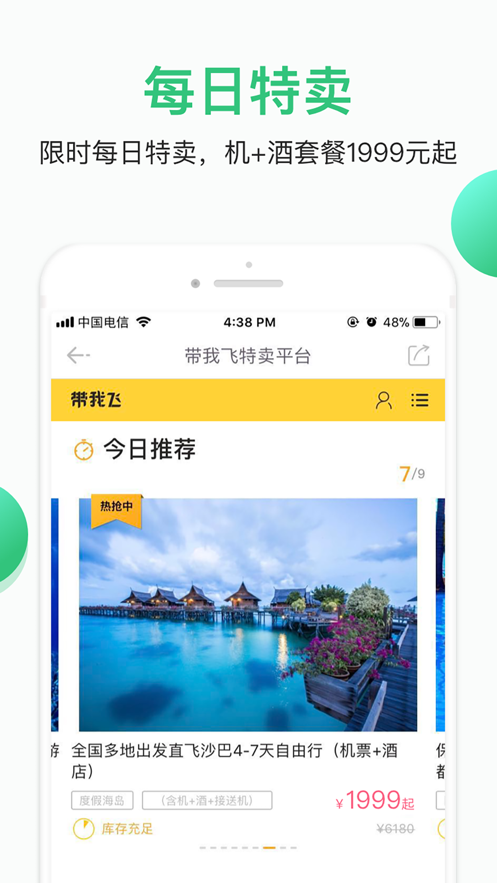 每日特卖
限时每日特卖，机+酒套餐1999元起
中国电信 4:38 PM 48%
带我飞特卖平台
带我飞
今日推荐
7/9
热抢中
游
全国多地出发直飞沙巴4-7天自由行（机票+酒
店）
度假海岛 （含机+酒+接送机） ¥1999起
库存充足 ¥6180